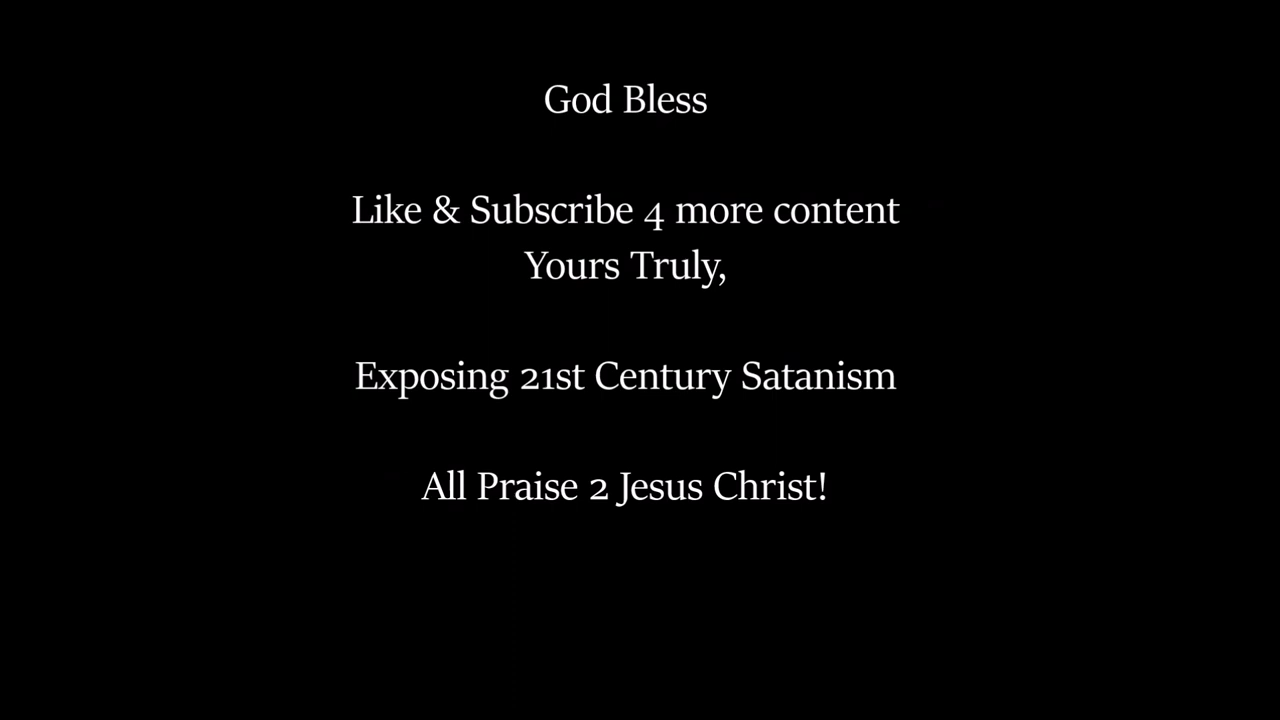 God Bless
Like & Subscribe 4 more content
Yours Truly,
Exposing 21st Century Satanism
All Praise 2 Jesus Christ!